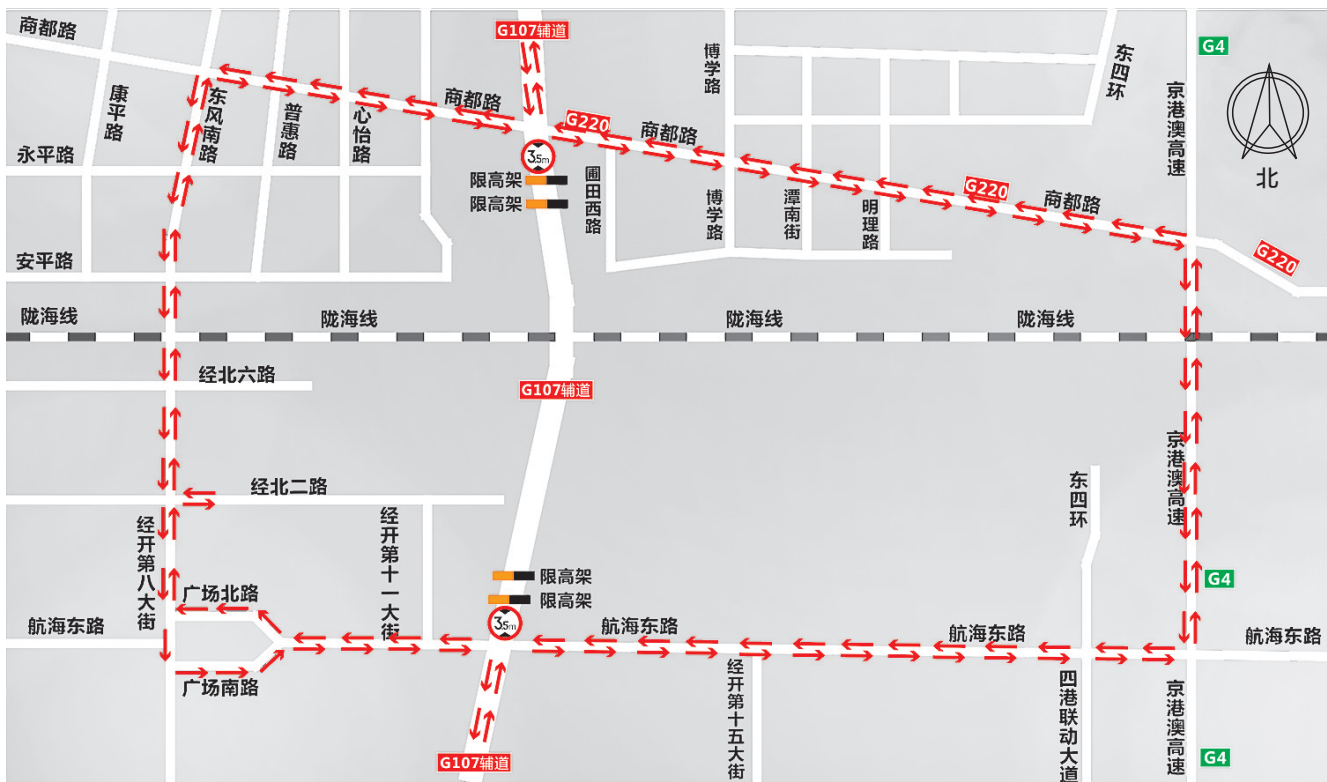 G107辅道
商都路
康平路
东风南路
普惠路
心怡路
商都路
G220
商都路
博学路
东四环
G4
京港澳高速
北
永平路
3.5m
限高架
限高架
圃田西路
博学路
潭南街
明理路
G220
商都路
G220
安平路
陇海线
陇海线
陇海线
陇海线
经北六路
G107辅道
京港澳高速
经北二路
东四环
经开第八大街
经开第十一大街
限高架
限高架
3.5m
G4
广场北路
航海东路
航海东路
航海东路
航海东路
广场南路
经开第十五大街
四港联动大道
京港澳高速
G107辅道
G4